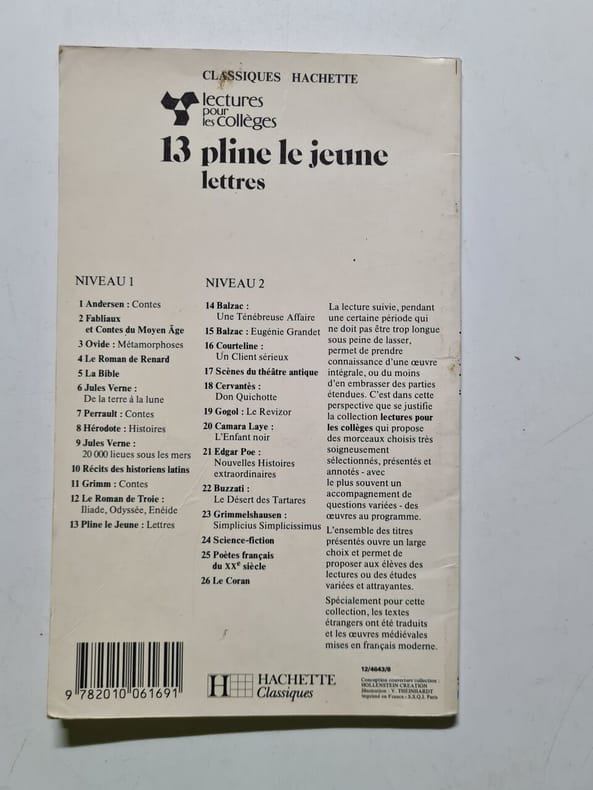 CLASSIQUES HACHETTE
lectures
pour
les collèges
13 pline le jeune
lettres
NIVEAU 1
1 Andersen : Contes
2 Fabliaux
et Contes du Moyen Âge
3 Ovide : Métamorphoses
4 Le Roman de Renard
5 La Bible
6 Jules Verne :
De la terre à la lune
7 Perrault : Contes
8 Hérodote : Histoires
9 Jules Verne :
20 000 lieues sous les mers
10 Récits des historiens latins
11 Grimm : Contes
12 Le Roman de Troie :
Iliade, Odyssée, Enéide
13 Pline le Jeune : Lettres
NIVEAU 2
14 Balzac :
Une Ténébreuse Affaire
15 Balzac : Eugénie Grandet
16 Courteline :
Un Client sérieux
17 Scènes du théâtre antique
18 Cervantès :
Don Quichotte
19 Gogol : Le Revizor
20 Camara Laye :
L'Enfant noir
21 Edgar Poe :
Nouvelles Histoires
extraordinaires
22 Buzzati :
Le Désert des Tartares
23 Grimmelshausen :
Simplicius Simplicissimus
24 Science-fiction
25 Poètes français
du XXe siècle
26 Le Coran
La lecture suivie, pendant
une certaine période qui
ne doit pas être trop longue
sous peine de lasser,
permet de prendre
connaissance d'une œuvre
intégrale, ou du moins
d'en embrasser des parties
étendues. C'est dans cette
perspective que se justifie
la collection lectures pour
les collèges qui propose
des morceaux choisis très
soigneusement
sélectionnés, présentés et
annotés - avec
le plus souvent un
accompagnement de
questions variées - des
œuvres au programme.
L'ensemble des titres
présentés ouvre un large
choix et permet de
proposer aux élèves des
lectures ou des études
variées et attrayantes.
Spécialement pour cette
collection, les textes
étrangers ont été traduits
et les œuvres médiévales
mises en français moderne.
12/4643/8
Conception couverture collection :
HOLLENSTEIN CREATION
Illustration : Y. THEINHARDT
Imprimé en France - S.S.Q.I. Paris
9 782010 061691
H HACHETTE
Classiques